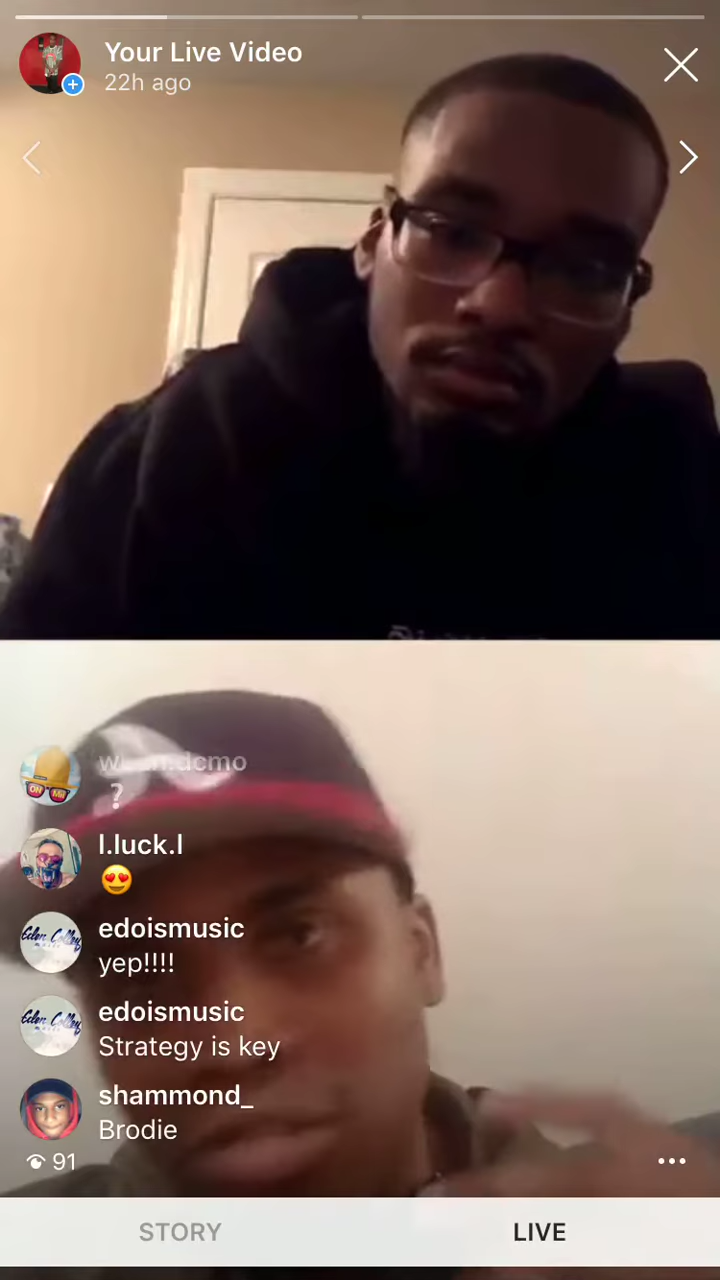 Your Live Video
22h ago
?
l.luck.l
😍
edoismusic
yep!!!!
edoismusic
Strategy is key
shammond_
Brodie
91
STORY
LIVE